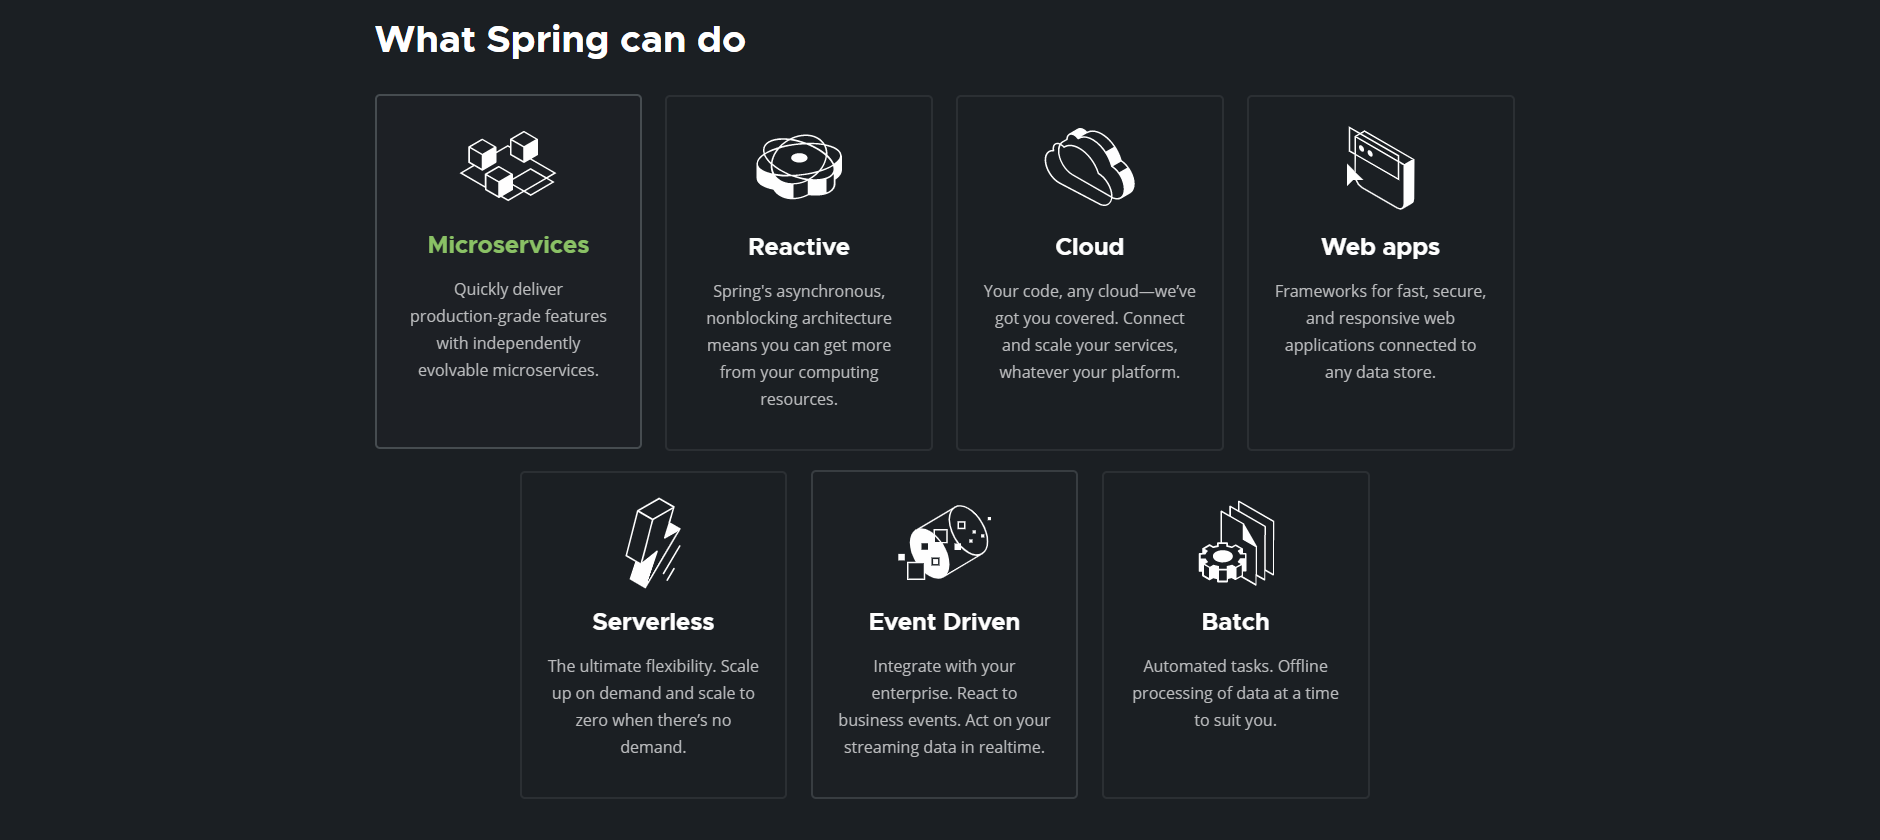 What Spring can do
Microservices
Quickly deliver
production-grade features
with independently
evolvable microservices.
Reactive
Spring's asynchronous,
nonblocking architecture
means you can get more
from your computing
resources.
Cloud
Your code, any cloud—we’ve
got you covered. Connect
and scale your services,
whatever your platform.
Web apps
Frameworks for fast, secure,
and responsive web
applications connected to
any data store.
Serverless
The ultimate flexibility. Scale
up on demand and scale to
zero when there’s no
demand.
Event Driven
Integrate with your
enterprise. React to
business events. Act on your
streaming data in realtime.
Batch
Automated tasks. Offline
processing of data at a time
to suit you.